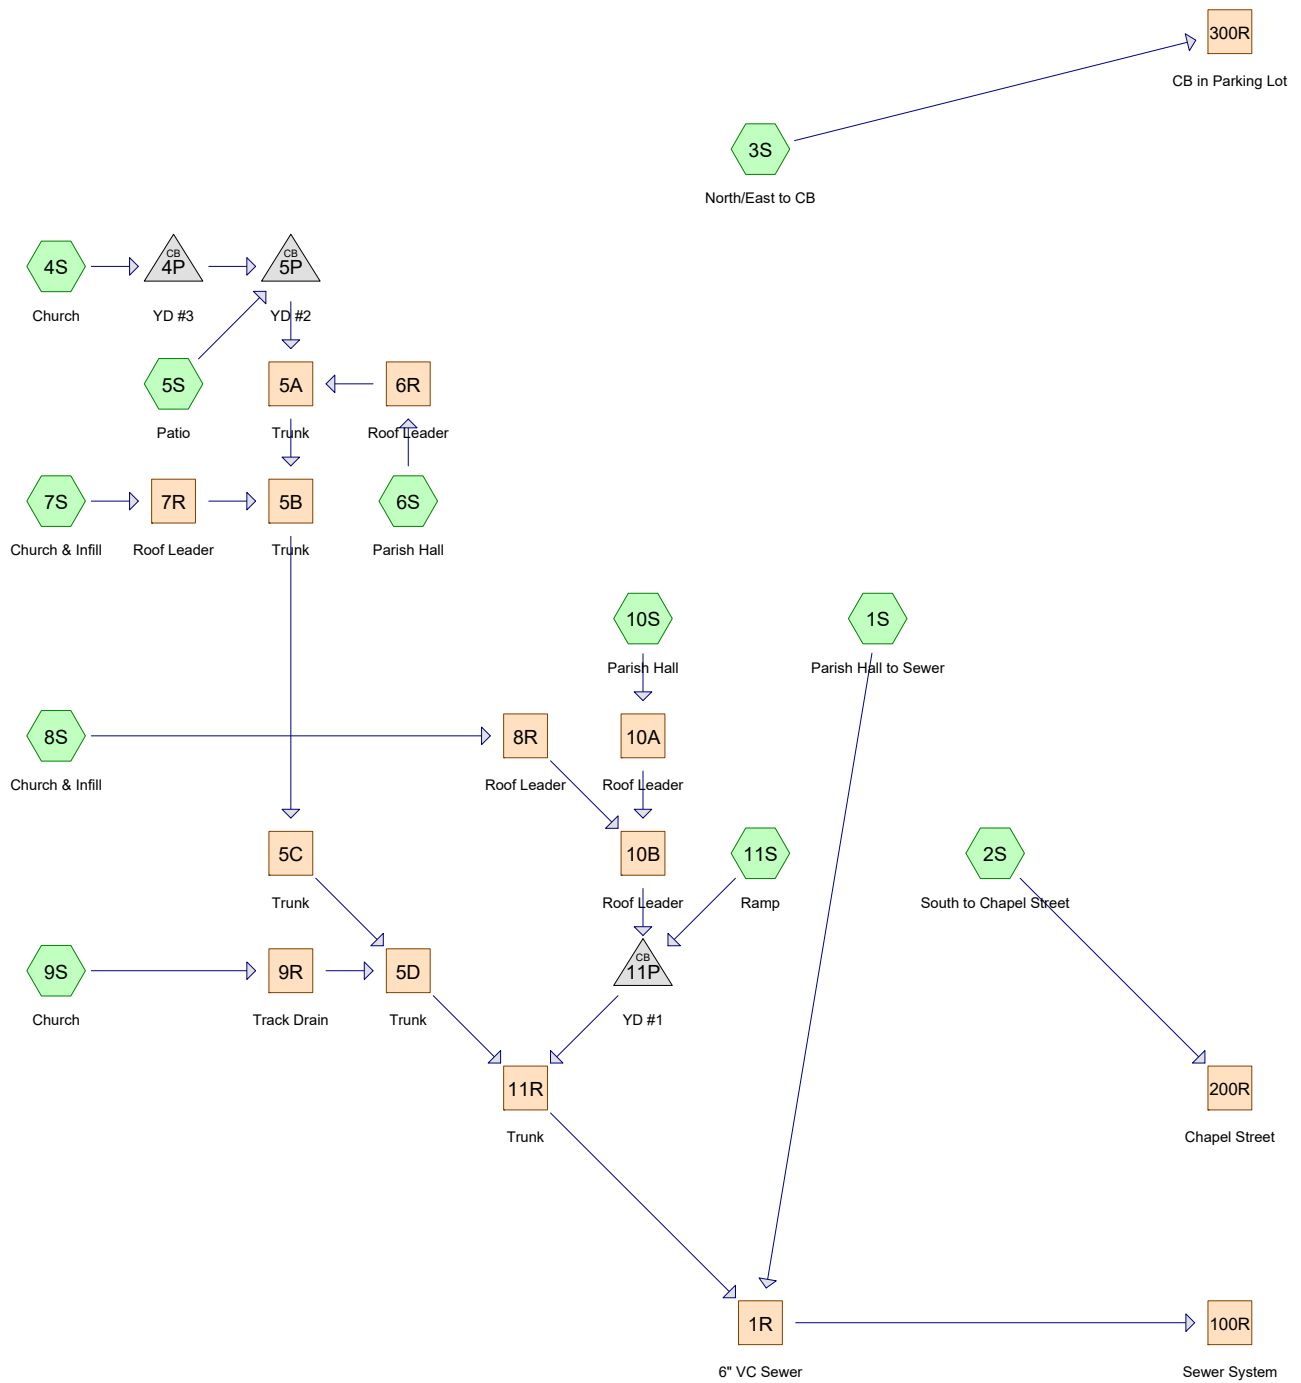 300R
CB in Parking Lot
3S
North/East to CB
4S
Church
CB
4P
YD #3
CB
5P
YD #2
5S
Patio
5A
Trunk
6R
Roof Leader
7S
Church & Infill
7R
Roof Leader
5B
Trunk
6S
Parish Hall
10S
Parish Hall
1S
Parish Hall to Sewer
8S
Church & Infill
8R
Roof Leader
10A
Roof Leader
5C
Trunk
10B
Roof Leader
11S
Ramp
2S
South to Chapel Street
9S
Church
9R
Track Drain
5D
Trunk
CB
11P
YD #1
11R
Trunk
200R
Chapel Street
1R
6" VC Sewer
100R
Sewer System